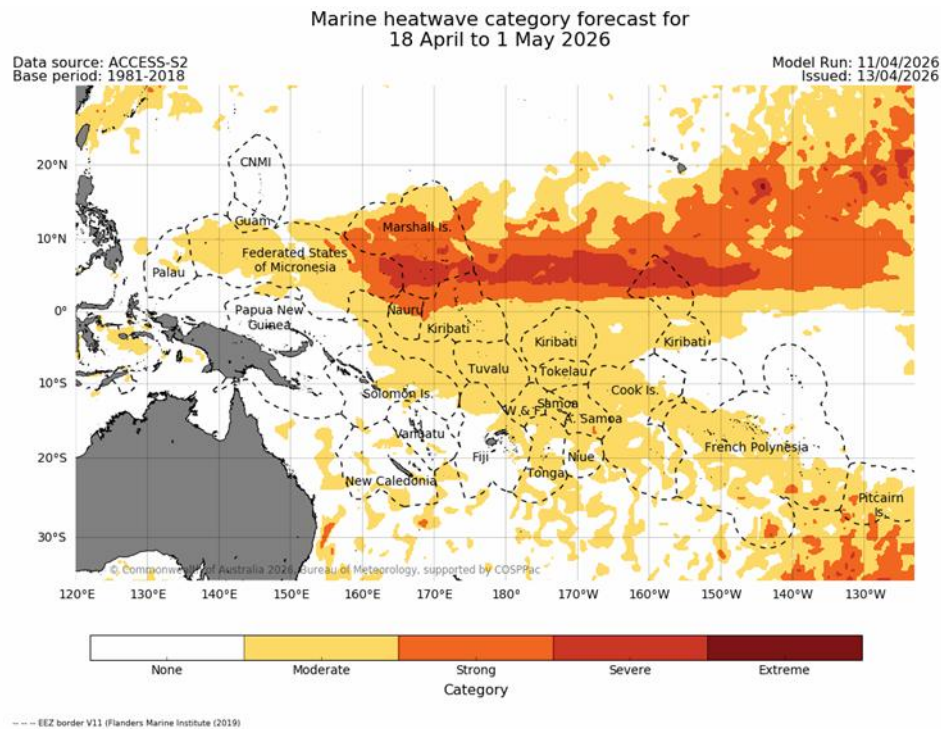 Marine heatwave category forecast for
18 April to 1 May 2026
Data source: ACCESS-S2
Base period: 1981-2018
Model Run: 11/04/2026
Issued: 13/04/2026
20°N
10°N
0°
10°S
20°S
30°S
CNMI
Guam
Marshall Is.
Federated States
of Micronesia
Palau
Papua New
Guinea
Nauru
Kiribati
Kiribati
Kiribati
Tuvalu
Tokelau
Solomon Is.
Cook Is.
Samoa
W & F
A. Samoa
Vanuatu
French Polynesia
Fiji
Niue
Tonga
New Caledonia
Pitcairn
Is.
© Commonwealth of Australia 2026, Bureau of Meteorology, supported by COSPPac
120°E 130°E 140°E 150°E 160°E 170°E 180° 170°W 160°W 150°W 140°W 130°W
None Moderate Strong Severe Extreme
Category
-- -- -- EEZ border V11 (Flanders Marine Institute (2019)